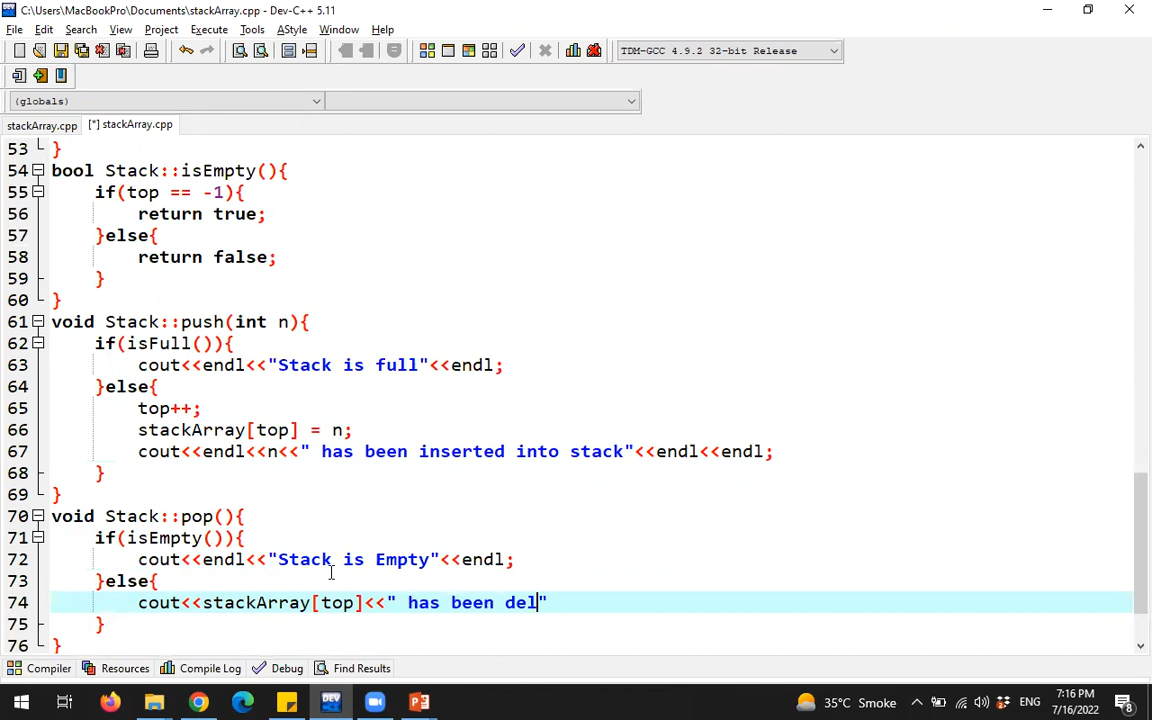 C:\Users\MacBookPro\Documents\stackArray.cpp - Dev-C++ 5.11
File Edit Search View Project Execute Tools AStyle Window Help
TDM-GCC 4.9.2 32-bit Release
(globals)
stackArray.cpp [*] stackArray.cpp
53 }
54 bool Stack::isEmpty(){
55 if(top == -1){
56 return true;
57 }else{
58 return false;
59 }
60 }
61 void Stack::push(int n){
62 if(isFull()){
63 cout<<endl<<"Stack is full"<<endl;
64 }else{
65 top++;
66 stackArray[top] = n;
67 cout<<endl<<n<<" has been inserted into stack"<<endl<<endl;
68 }
69 }
70 void Stack::pop(){
71 if(isEmpty()){
72 cout<<endl<<"Stack is Empty"<<endl;
73 }else{
74 cout<<stackArray[top]<<" has been del"
75 }
76 }
Compiler Resources Compile Log Debug Find Results
DEV 35°C Smoke ENG 7:16 PM
7/16/2022 8